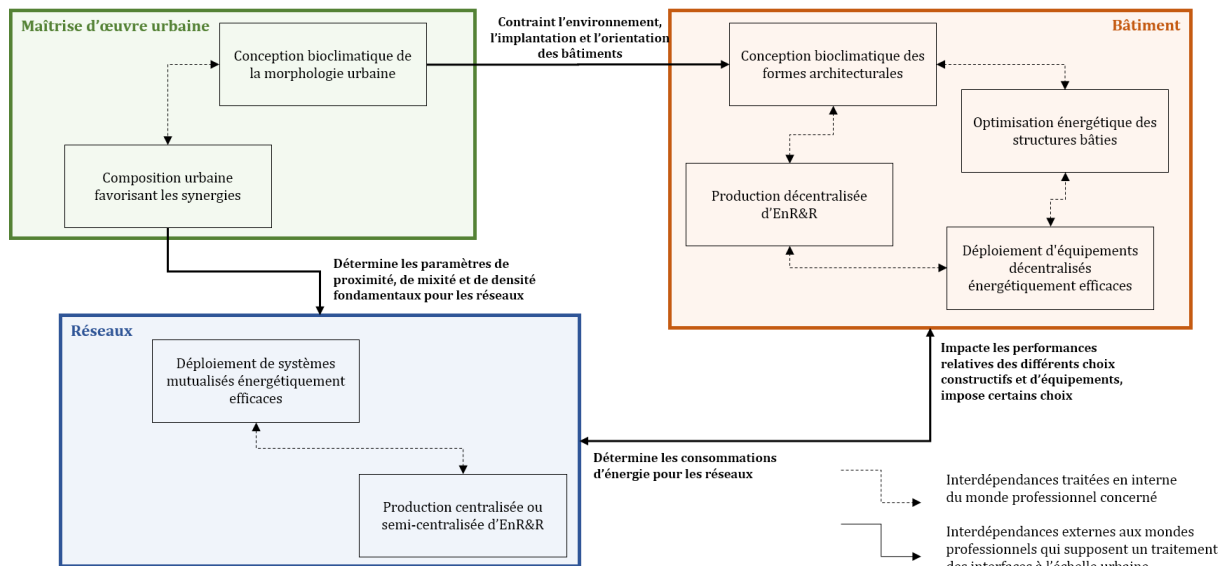 Maîtrise d'œuvre urbaine
Conception bioclimatique de
la morphologie urbaine
Composition urbaine
favorisant les synergies
Contraint l'environnement,
l'implantation et l'orientation
des bâtiments
Bâtiment
Conception bioclimatique des
formes architecturales
Optimisation énergétique des
structures bâties
Production décentralisée
d'EnR&R
Déploiement d'équipements
décentralisés
énergétiquement efficaces
Détermine les paramètres de
proximité, de mixité et de densité
fondamentaux pour les réseaux
Réseaux
Déploiement de systèmes
mutualisés énergétiquement
efficaces
Production centralisée ou
semi-centralisée d'EnR&R
Impacte les performances
relatives des différents choix
constructifs et d'équipements,
impose certains choix
Détermine les consommations
d'énergie pour les réseaux
Interdépendances traitées en interne
du monde professionnel concerné
Interdépendances externes aux mondes
professionnels qui supposent un traitement
des interfaces à l'échelle urbaine